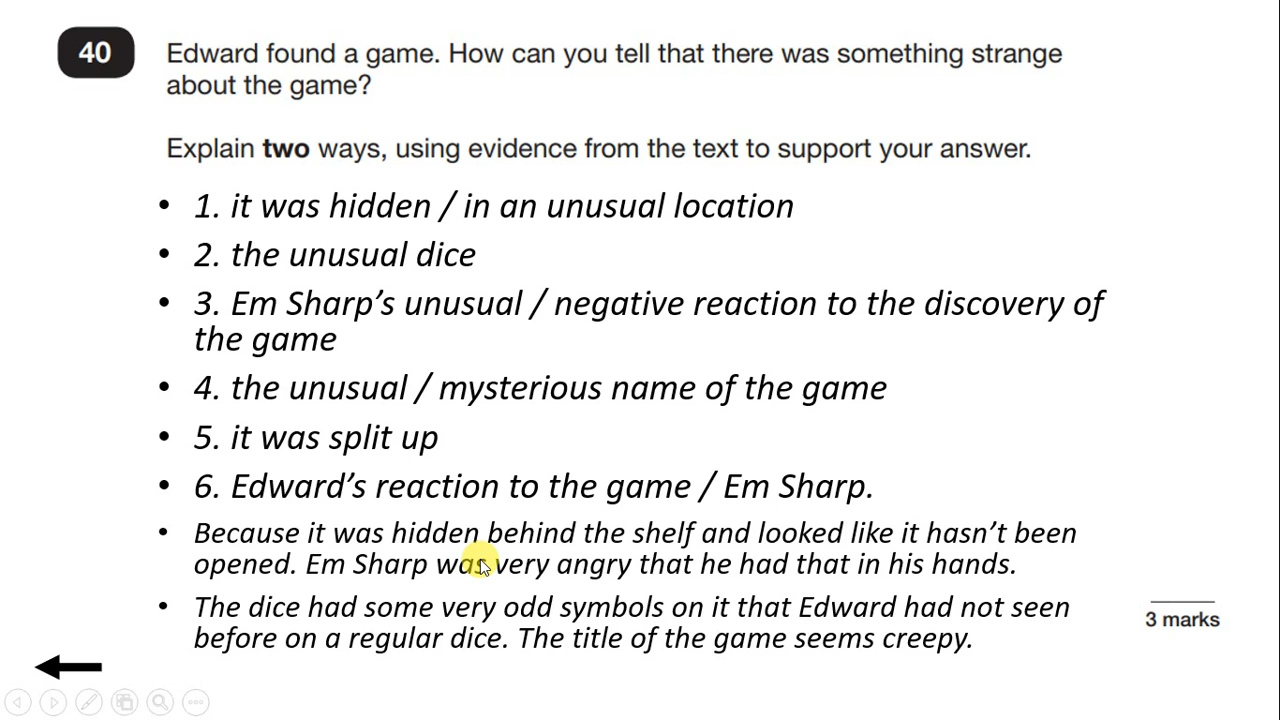 40
Edward found a game. How can you tell that there was something strange
about the game?
Explain two ways, using evidence from the text to support your answer.
• 1. it was hidden / in an unusual location
• 2. the unusual dice
• 3. Em Sharp’s unusual / negative reaction to the discovery of
the game
• 4. the unusual / mysterious name of the game
• 5. it was split up
• 6. Edward’s reaction to the game / Em Sharp.
• Because it was hidden behind the shelf and looked like it hasn’t been
opened. Em Sharp was very angry that he had that in his hands.
• The dice had some very odd symbols on it that Edward had not seen
before on a regular dice. The title of the game seems creepy.
3 marks